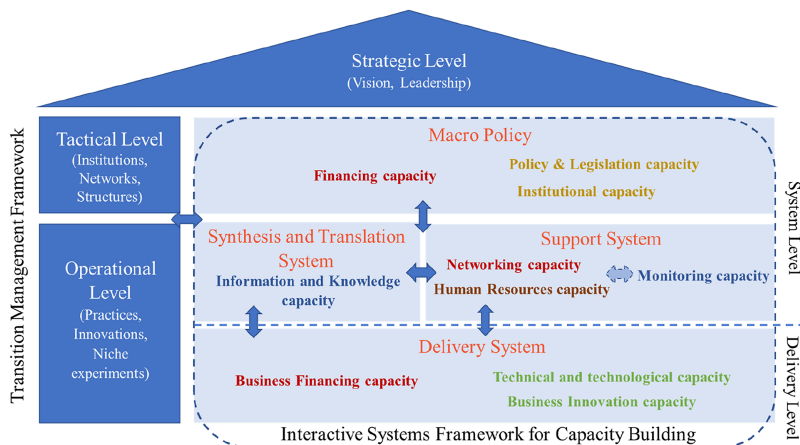 Strategic Level
(Vision, Leadership)
Transition Management Framework
Tactical Level
(Institutions,
Networks,
Structures)
Operational
Level
(Practices,
Innovations,
Niche
experiments)
Macro Policy
Financing capacity
Policy & Legislation capacity
Institutional capacity
Synthesis and Translation
System
Information and Knowledge
capacity
Support System
Networking capacity
Human Resources capacity
Monitoring capacity
Delivery System
Business Financing capacity
Technical and technological capacity
Business Innovation capacity
System Level
Delivery Level
Interactive Systems Framework for Capacity Building